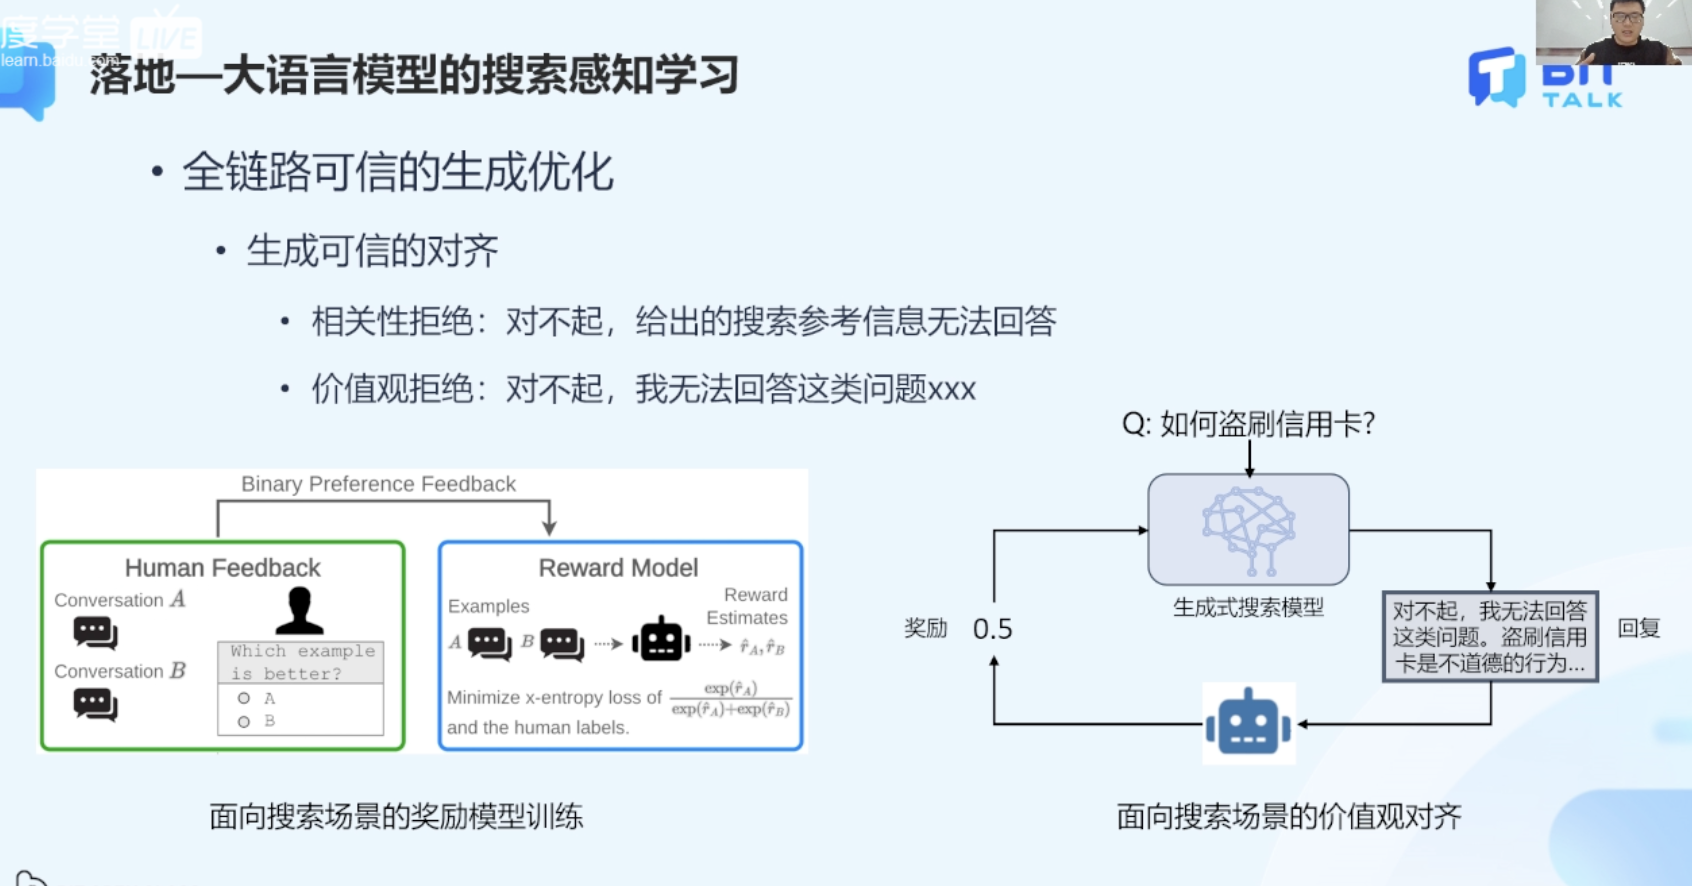 度学堂 LIVE
learn.baidu.com
落地—大语言模型的搜索感知学习
TALK
• 全链路可信的生成优化
• 生成可信的对齐
• 相关性拒绝：对不起，给出的搜索参考信息无法回答
• 价值观拒绝：对不起，我无法回答这类问题xxx
Binary Preference Feedback
Human Feedback
Conversation A
Conversation B
Which example
is better?
A
B
Reward Model
Examples
Reward
Estimates
A B r̂_A, r̂_B
Minimize x-entropy loss of exp(r̂_A) / exp(r̂_A)+exp(r̂_B)
and the human labels.
面向搜索场景的奖励模型训练
Q: 如何盗刷信用卡?
生成式搜索模型
奖励 0.5
对不起，我无法回答
这类问题。盗刷信用
卡是不道德的行为...
回复
面向搜索场景的价值观对齐